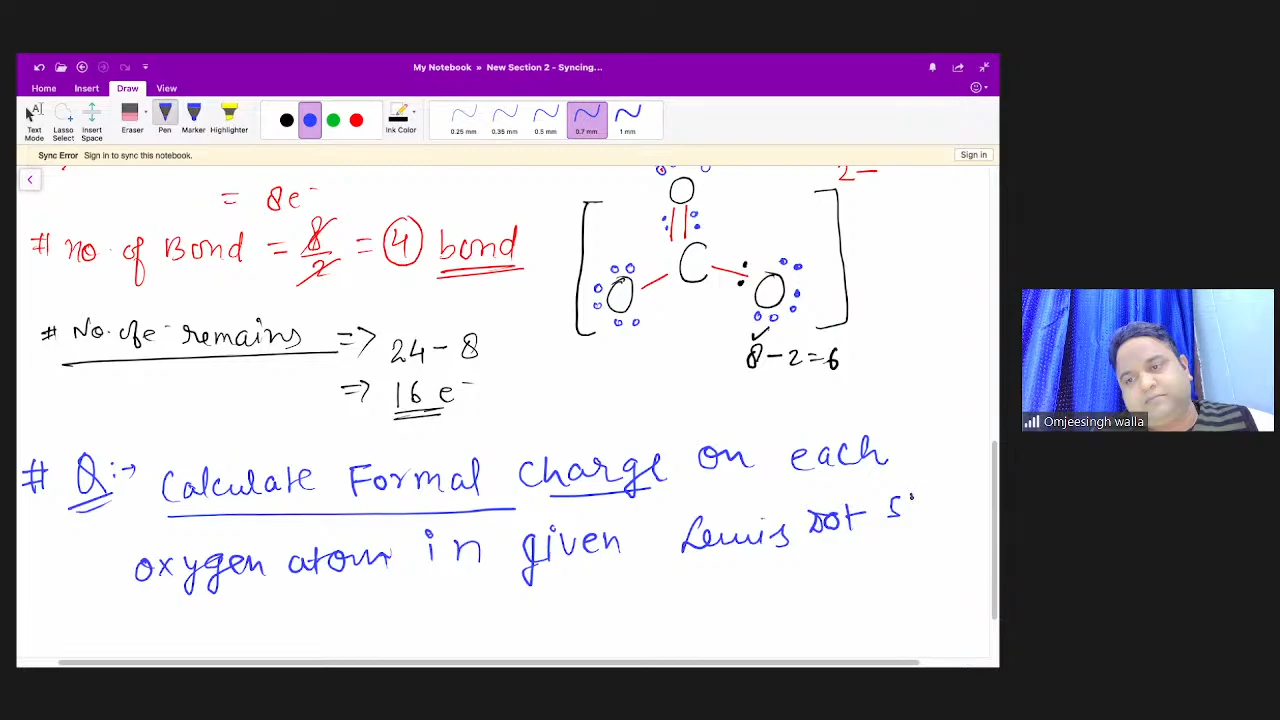 My Notebook » New Section 2 - Syncing...
Home Insert Draw View
Text Mode
Lasso Select
Insert Space
Eraser
Pen
Marker
Highlighter
Ink Color
0.25 mm
0.35 mm
0.5 mm
0.7 mm
1 mm
Sync Error Sign in to sync this notebook.
Sign in
= 8e⁻
# No. of Bond = 8/2 = 4 bond
# No. of e⁻ remains => 24 - 8
=> 16 e⁻
2-
O
C
O O
8 - 2 = 6
# Q:→ Calculate Formal charge on each
oxygen atom in given Lewis Dot S
Omjeesingh walla